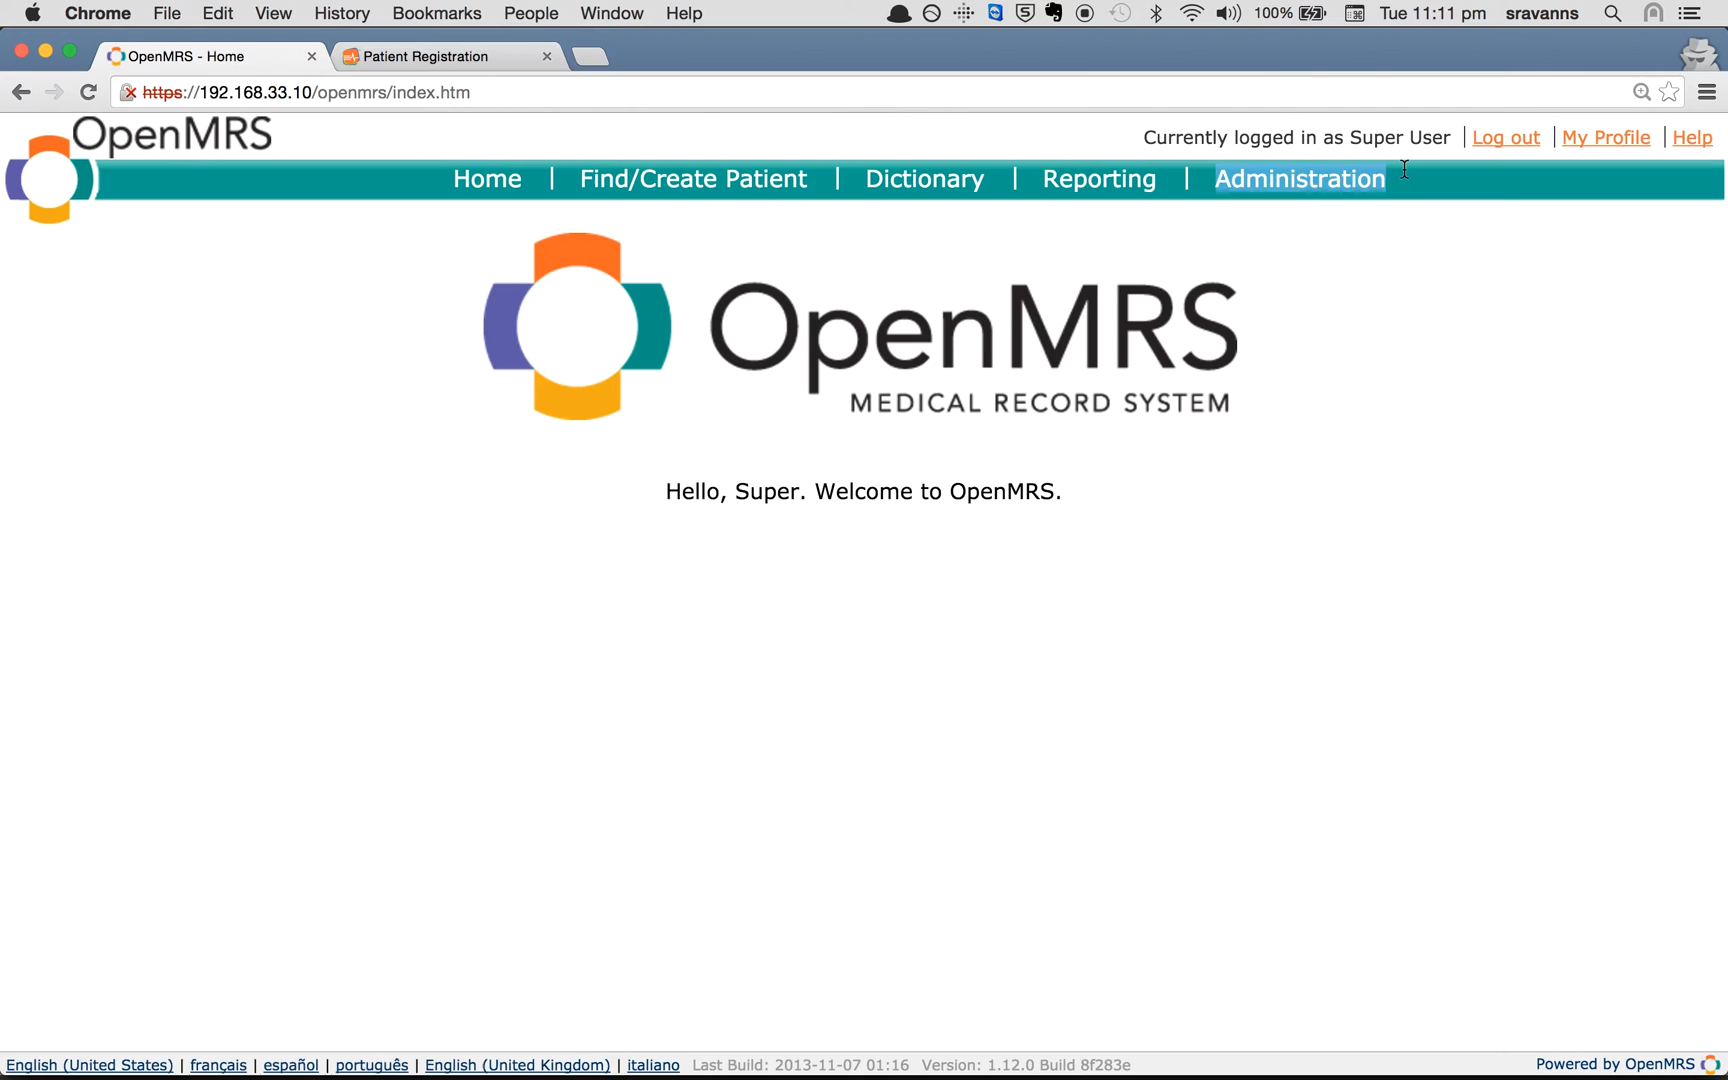 Chrome File Edit View History Bookmarks People Window Help 100% Tue 11:11 pm sravanns
OpenMRS - Home Patient Registration
https://192.168.33.10/openmrs/index.htm
OpenMRS Currently logged in as Super User | Log out | My Profile | Help
Home | Find/Create Patient | Dictionary | Reporting | Administration
OpenMRS
MEDICAL RECORD SYSTEM
Hello, Super. Welcome to OpenMRS.
English (United States) | français | español | português | English (United Kingdom) | italiano Last Build: 2013-11-07 01:16 Version: 1.12.0 Build 8f283e Powered by OpenMRS